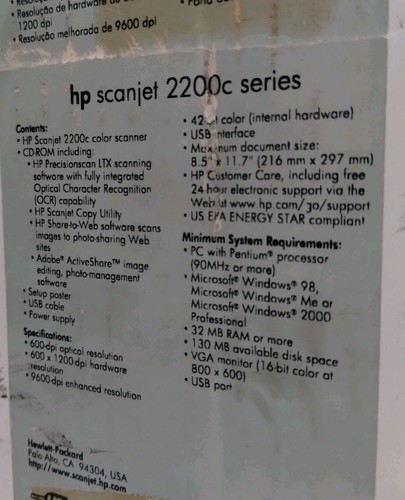 • Resolução de hardware
1200 dpi
• Resolução melhorada de 9600 dpi
hp scanjet 2200c series
Contents:
• HP Scanjet 2200c color scanner
• CD-ROM including:
• HP Precisionscan LTX scanning
software with fully integrated
Optical Character Recognition
(OCR) capability
• HP Scanjet Copy Utility
• HP Share-to-Web software scans
images to photo-sharing Web
sites
• Adobe® ActiveShare™ image
editing, photo-management
software
• Setup poster
• USB cable
• Power supply
Specifications:
• 600-dpi optical resolution
• 600 x 1200-dpi hardware
resolution
• 9600-dpi enhanced resolution
• 42-bit color (internal hardware)
• USB interface
• Maximum document size:
8.5" x 11.7" (216 mm x 297 mm)
• HP Customer Care, including free
24-hour electronic support via the
Web at www.hp.com/go/support
• US EPA ENERGY STAR compliant
Minimum System Requirements:
• PC with Pentium® processor
(90MHz or more)
• Microsoft® Windows® 98,
Microsoft® Windows® Me or
Microsoft® Windows® 2000
Professional
• 32 MB RAM or more
• 130 MB available disk space
• VGA monitor (16-bit color at
800 x 600)
• USB port
Hewlett-Packard
Palo Alto, CA 94304, USA
http://www.scanjet.hp.com